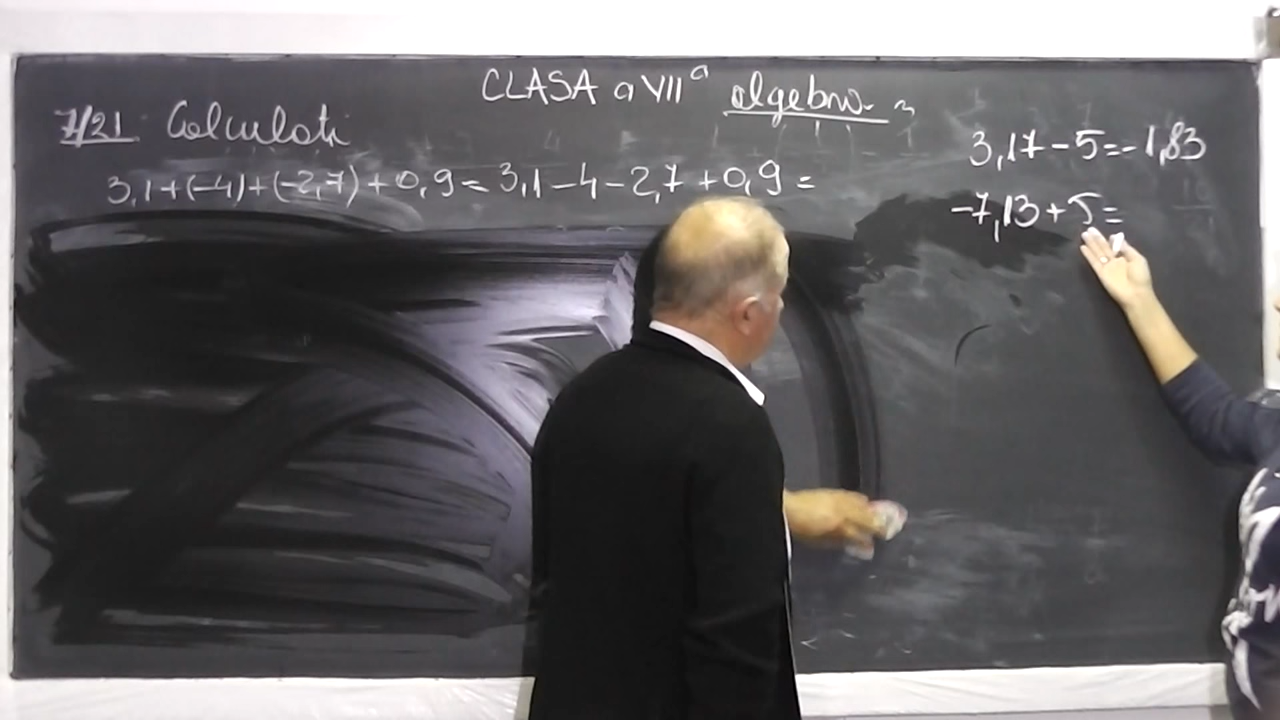 CLASA a VII a algebra
7/21 Calculati
3,1+(-4)+(-2,7)+0,9=3,1-4-2,7+0,9=
3,17-5=-1,83
-7,13+5=